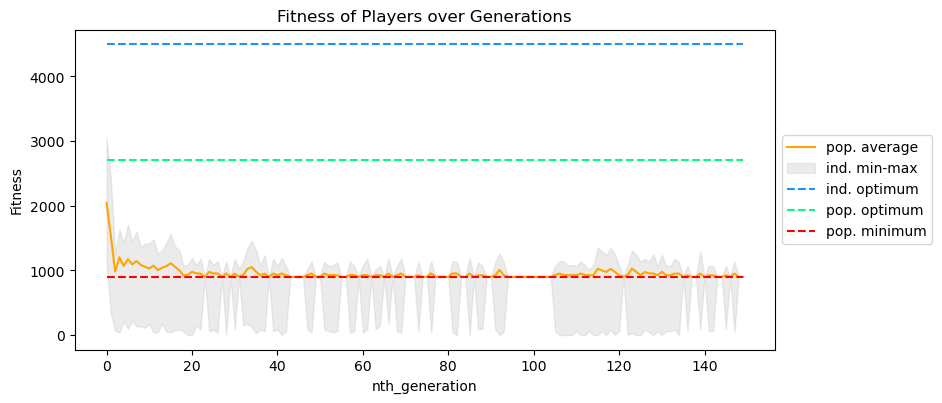 Fitness of Players over Generations
Fitness
4000
3000
2000
1000
0
0 20 40 60 80 100 120 140
nth_generation
pop. average
ind. min-max
ind. optimum
pop. optimum
pop. minimum